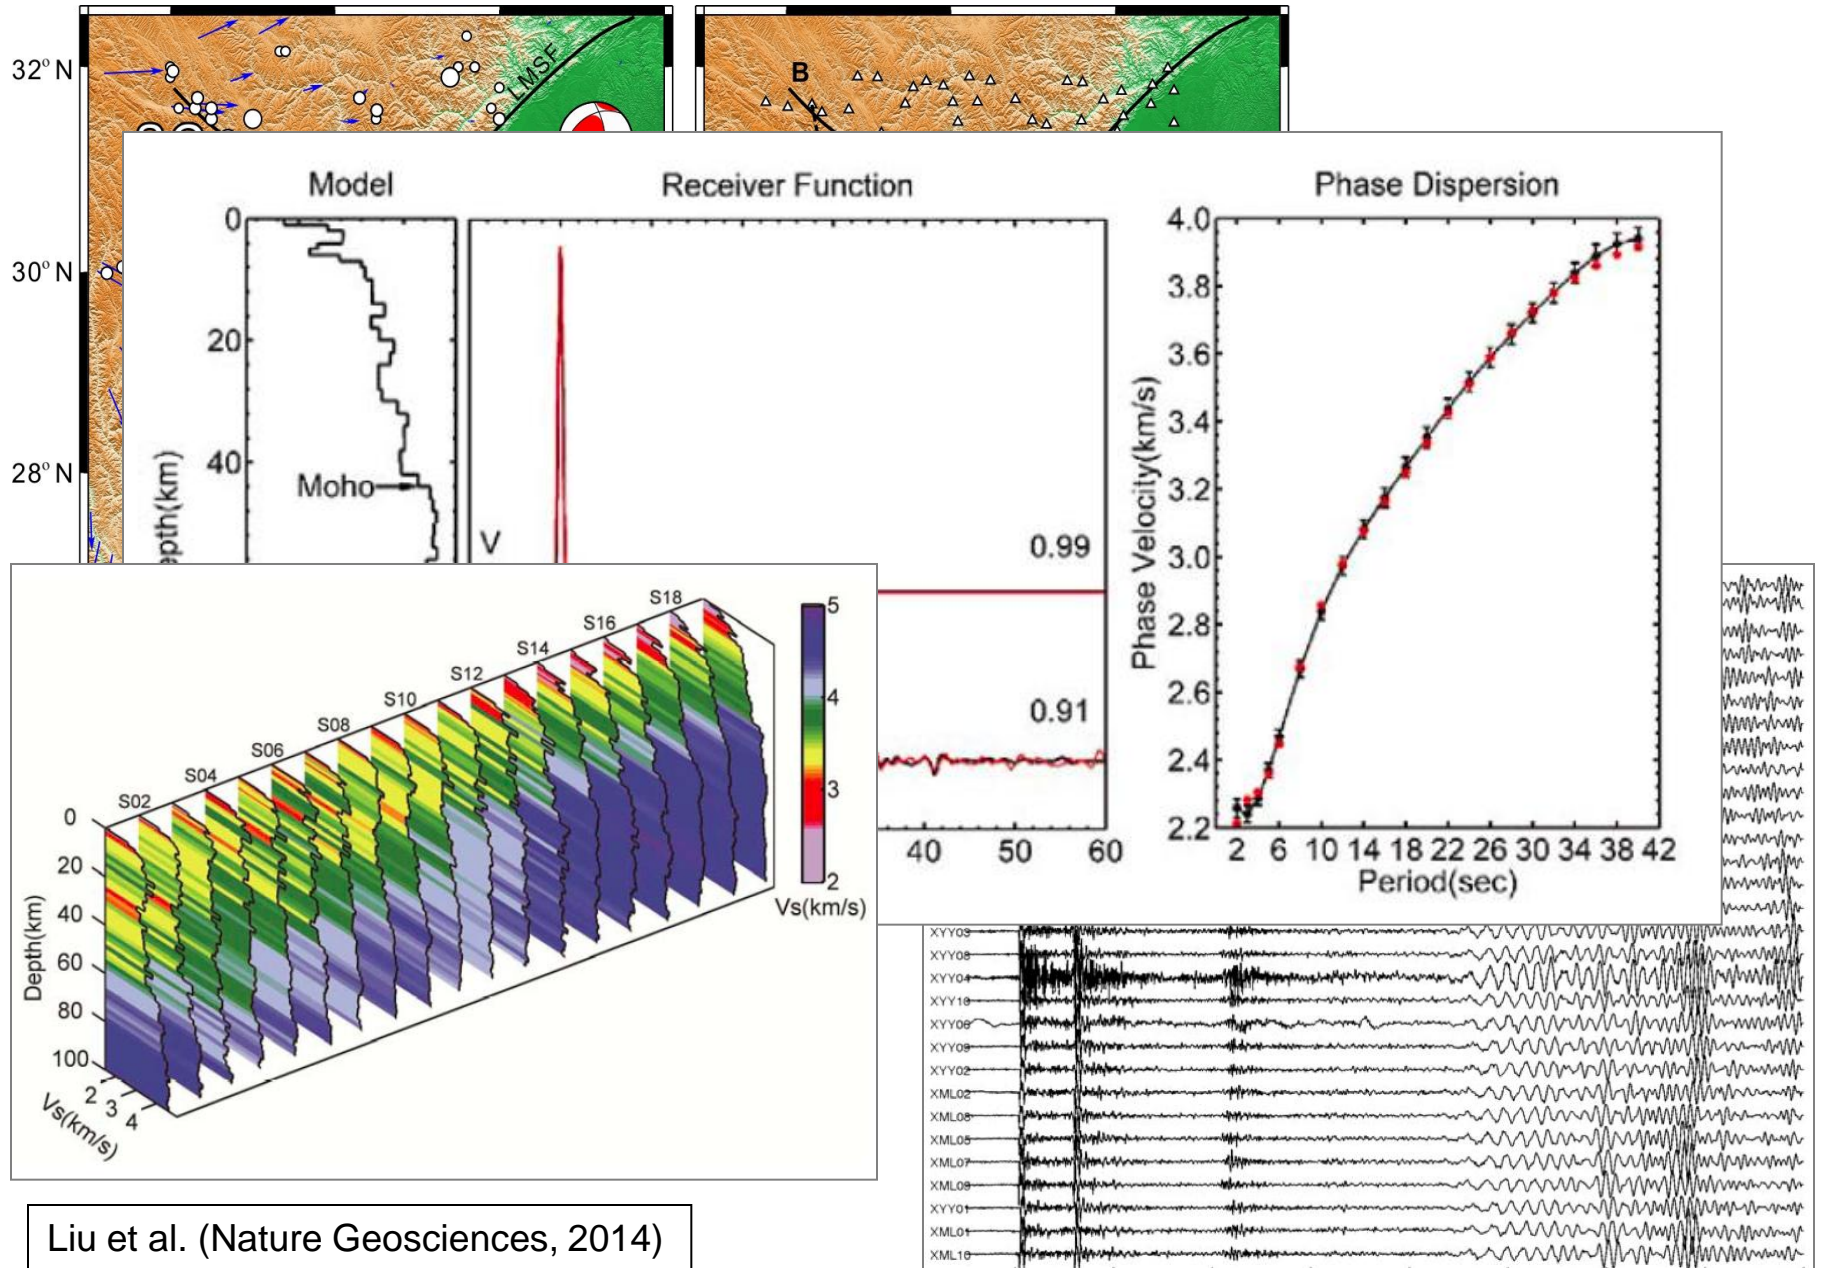 32° N
30° N
28° N
LMSF
B
Model
Receiver Function
Phase Dispersion
0
20
40
Moho
epth(km)
V
0.99
0.91
40 50 60
Phase Velocity(km/s)
4.0
3.8
3.6
3.4
3.2
3.0
2.8
2.6
2.4
2.2
2 6 10 14 18 22 26 30 34 38 42
Period(sec)
S02
S04
S06
S08
S10
S12
S14
S16
S18
5
4
3
2
Vs(km/s)
0
20
40
60
80
100
Depth(km)
2 3 4
Vs(km/s)
XYY03
XYY08
XYY04
XYY10
XYY06
XYY09
XYY02
XML02
XML08
XML05
XML07
XML09
XYY01
XML01
XML10
Liu et al. (Nature Geosciences, 2014)